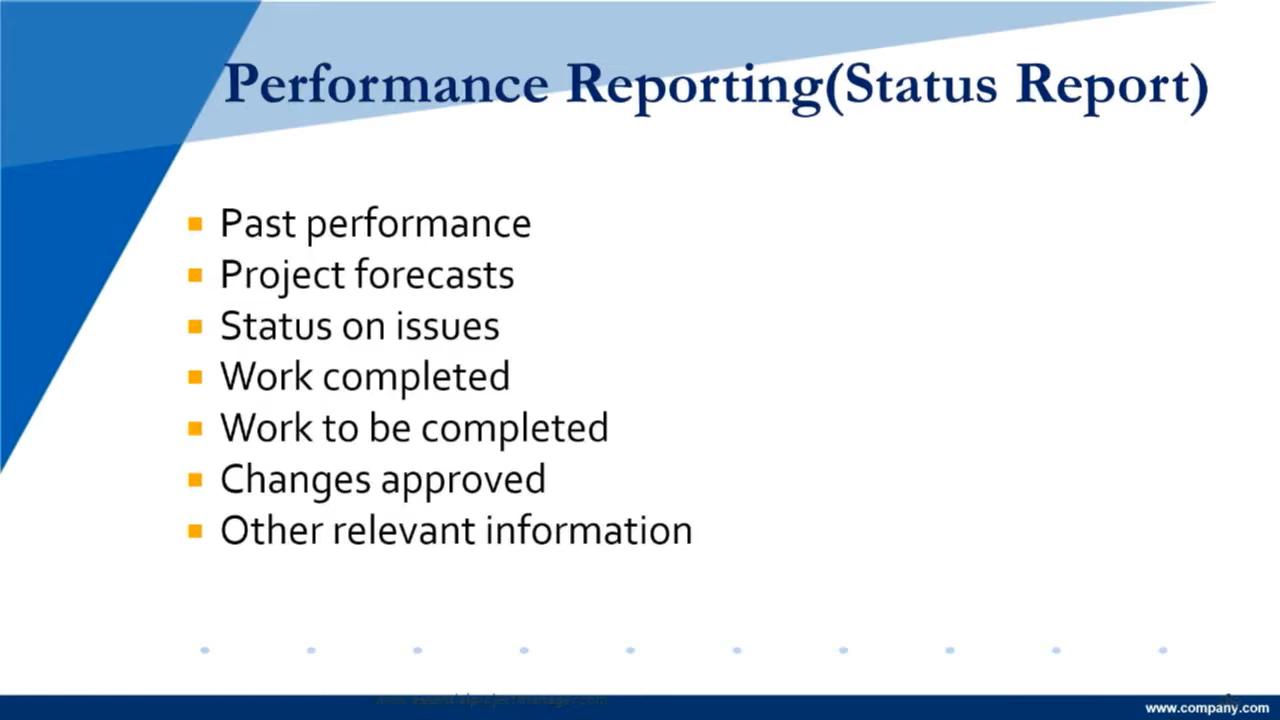 Performance Reporting(Status Report)
Past performance
Project forecasts
Status on issues
Work completed
Work to be completed
Changes approved
Other relevant information
www.company.com